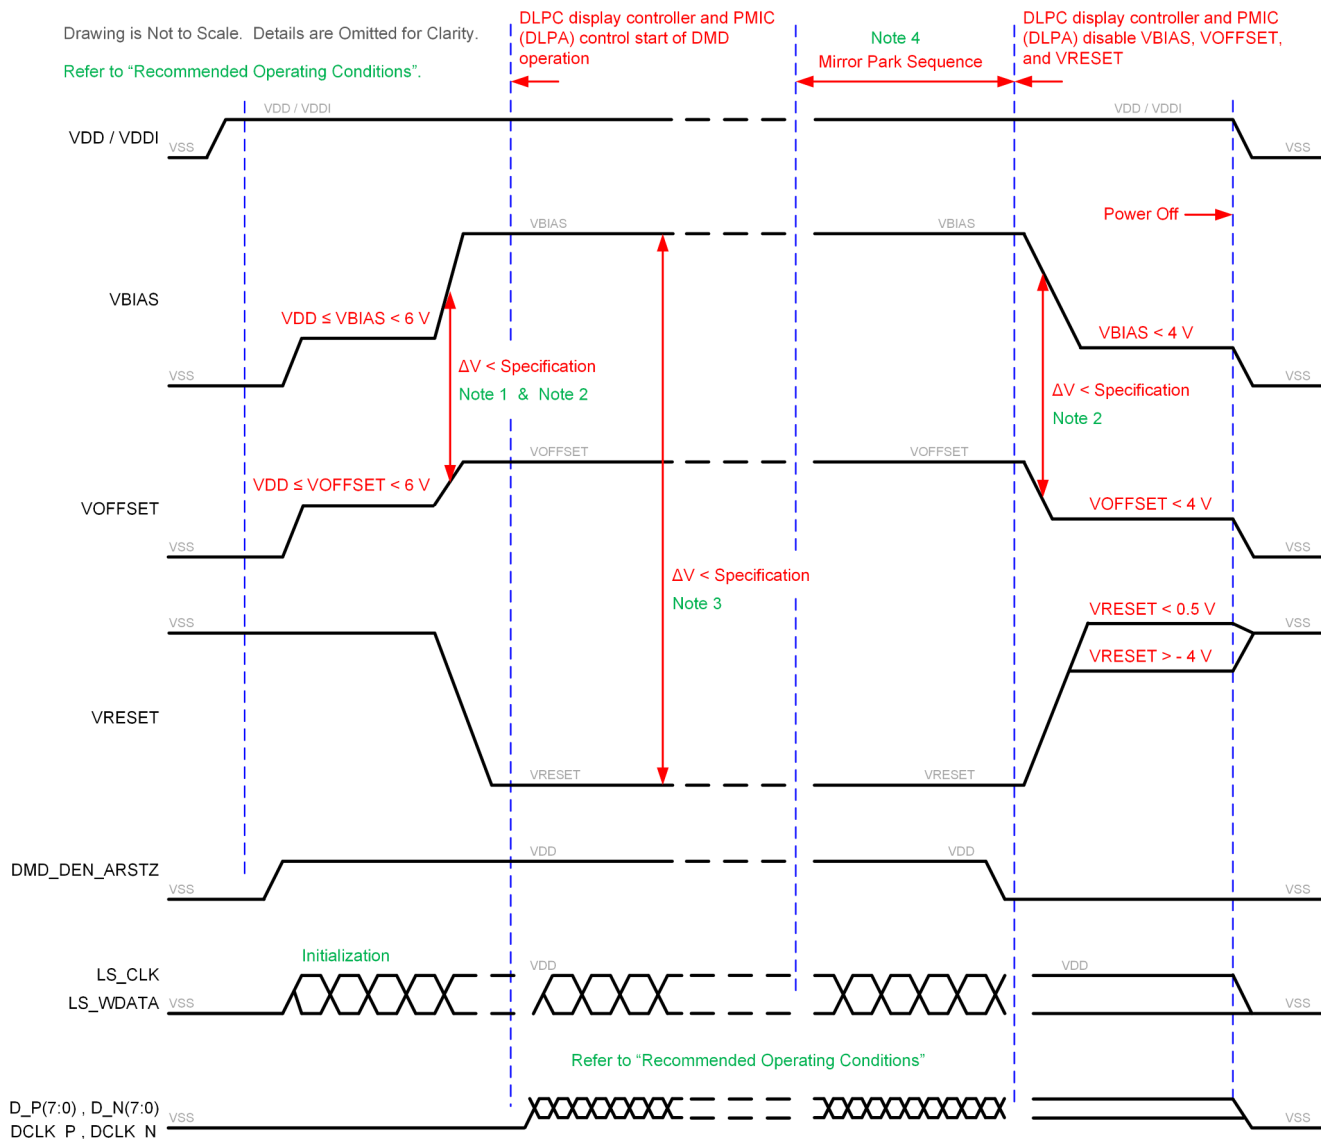 Drawing is Not to Scale. Details are Omitted for Clarity.
Refer to “Recommended Operating Conditions”.
DLPC display controller and PMIC
(DLPA) control start of DMD
operation
Note 4
Mirror Park Sequence
DLPC display controller and PMIC
(DLPA) disable VBIAS, VOFFSET,
and VRESET
VDD / VDDI
VSS
VDD / VDDI
VDD / VDDI
VSS
Power Off
VBIAS
VSS
VDD ≤ VBIAS < 6 V
VBIAS
VBIAS
VBIAS < 4 V
VSS
ΔV < Specification
Note 1 & Note 2
ΔV < Specification
Note 2
VOFFSET
VSS
VDD ≤ VOFFSET < 6 V
VOFFSET
VOFFSET
VOFFSET < 4 V
VSS
ΔV < Specification
Note 3
VRESET
VSS
VRESET
VRESET
VRESET < 0.5 V
VRESET > - 4 V
VSS
DMD_DEN_ARSTZ
VSS
VDD
VDD
VSS
Initialization
LS_CLK
LS_WDATA
VSS
VDD
VDD
VSS
Refer to “Recommended Operating Conditions”
D_P(7:0) , D_N(7:0)
DCLK_P , DCLK_N
VSS
VSS